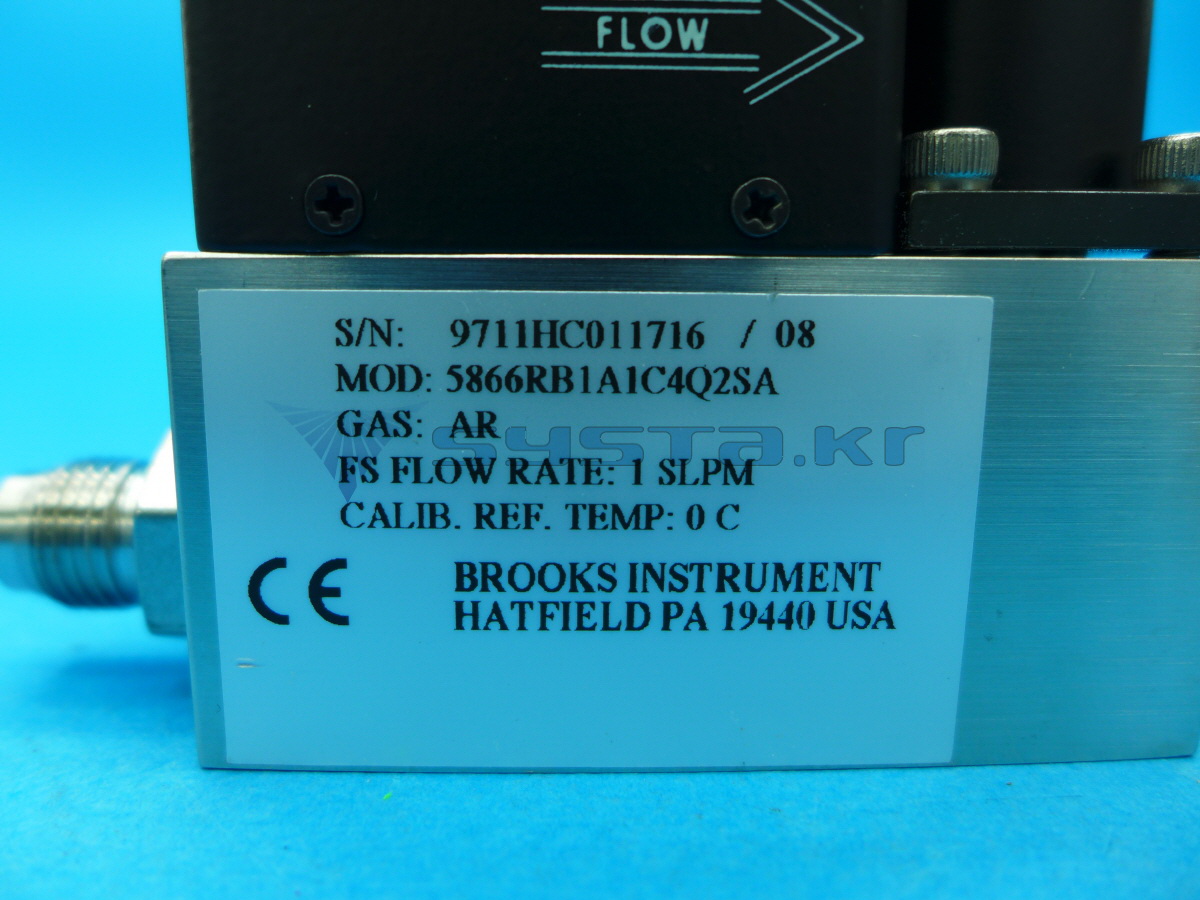 FLOW
S/N: 9711HC011716 / 08
MOD: 5866RB1A1C4Q2SA
GAS: AR
systa.kr
FS FLOW RATE: 1 SLPM
CALIB. REF. TEMP: 0 C
CE
BROOKS INSTRUMENT
HATFIELD PA 19440 USA